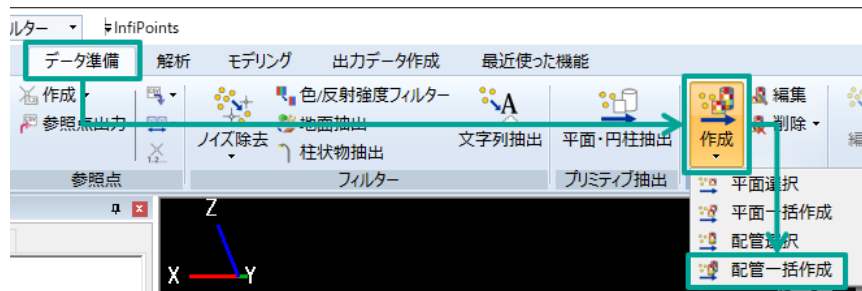 ルター InfiPoints
データ準備 解析 モデリング 出力データ作成 最近使った機能
作成 色/反射強度フィルター 編集
参照点出力 地面抽出 削除
ノイズ除去 柱状物抽出 文字列抽出 平面・円柱抽出 作成 編
参照点 フィルター プリミティブ抽出
平面選択
平面一括作成
配管選択
配管一括作成
Z
X Y